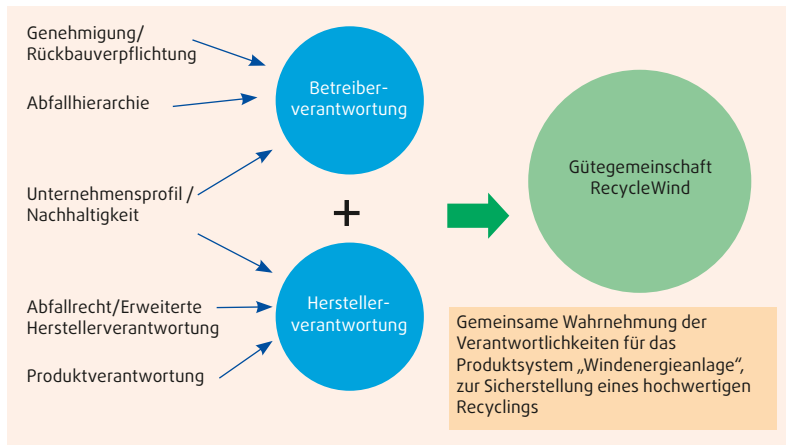 Genehmigung/
Rückbauverpflichtung
Abfallhierarchie
Unternehmensprofil /
Nachhaltigkeit
Abfallrecht/Erweiterte
Herstellerverantwortung
Produktverantwortung
Betreiber-
verantwortung
+
Hersteller-
verantwortung
Gütegemeinschaft
RecycleWind
Gemeinsame Wahrnehmung der
Verantwortlichkeiten für das
Produktsystem „Windenergieanlage“,
zur Sicherstellung eines hochwertigen
Recyclings